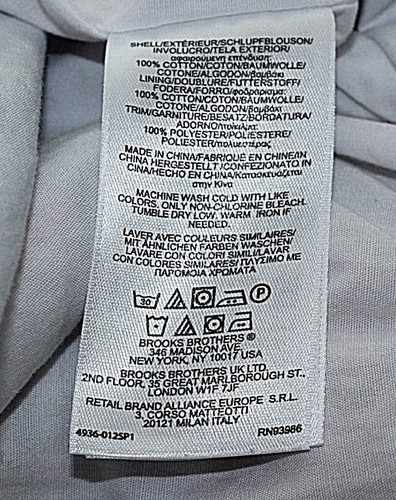 SHELL/EXTÉRIEUR/SCHLUPFBLOUSON/
INVOLUCRO/TELA EXTERIOR/
αφαιρούμενη επένδυση:
100% COTTON/COTON/BAUMWOLLE/
COTONE/ALGODON/βαμβάκι
LINING/DOUBLURE/FUTTERSTOFF/
FODERA/FORRO/φοδράρισμα:
100% COTTON/COTON/BAUMWOLLE/
COTONE/ALGODON/βαμβάκι
TRIM/GARNITURE/BESATZ/BORDATURA/
ADORNO/τσέκιμα:
100% POLYESTER/POLIESTERE/
POLIESTER/πολυεστέρας
MADE IN CHINA/FABRIQUÉ EN CHINE/IN
CHINA HERGESTELLT /CONFEZIONATO IN
CINA/HECHO EN CHINA/Κατασκευάζεται
στην Κίνα
MACHINE WASH COLD WITH LIKE
COLORS. ONLY NON-CHLORINE BLEACH.
TUMBLE DRY LOW. WARM IRON IF
NEEDED.
LAVER AVEC COULEURS SIMILAIRES/
MIT ÄHNLICHEN FARBEN WASCHEN/
LAVARE CON COLORI SIMILI/LAVAR
CON COLORES SIMILARES/ΠΛΥΣΙΜΟ ΜΕ
ΠΑΡΟΜΟΙΑ ΧΡΩΜΑΤΑ
30 P
BROOKS BROTHERS ®
346 MADISON AVE.
NEW YORK, NY 10017 USA
BROOKS BROTHERS UK LTD.
2ND FLOOR, 35 GREAT MARLBOROUGH ST.,
LONDON W1F 7JF
RETAIL BRAND ALLIANCE EUROPE S.R.L.
3, CORSO MATTEOTTI
20121 MILAN ITALY
4936-012SP1 RN93986